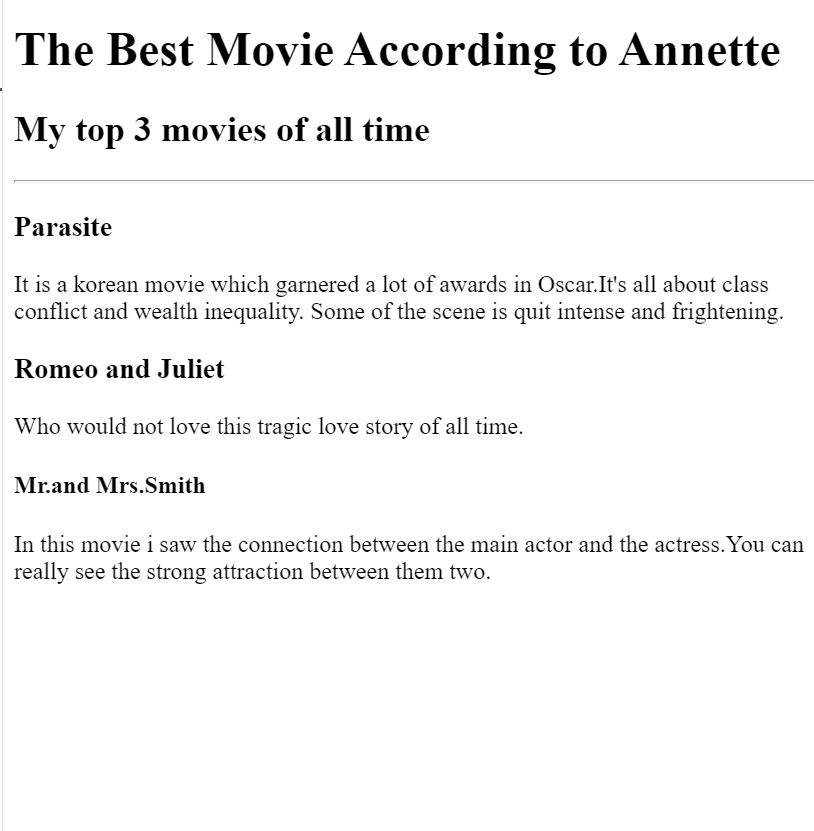 The Best Movie According to Annette
My top 3 movies of all time
Parasite
It is a korean movie which garnered a lot of awards in Oscar.It's all about class
conflict and wealth inequality. Some of the scene is quit intense and frightening.
Romeo and Juliet
Who would not love this tragic love story of all time.
Mr.and Mrs.Smith
In this movie i saw the connection between the main actor and the actress.You can
really see the strong attraction between them two.